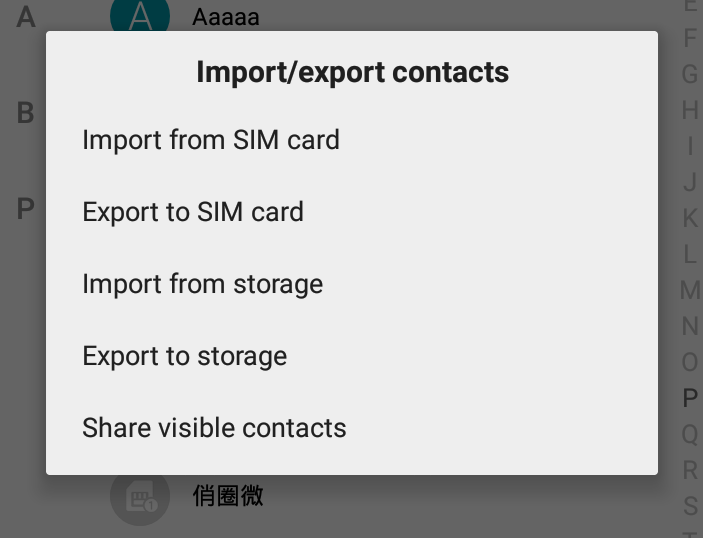 A
A
Aaaaa
Import/export contacts
Import from SIM card
B
Export to SIM card
P
Import from storage
Export to storage
Share visible contacts
1
俏圈微
E
F
G
H
I
J
K
L
M
N
O
P
Q
R
S